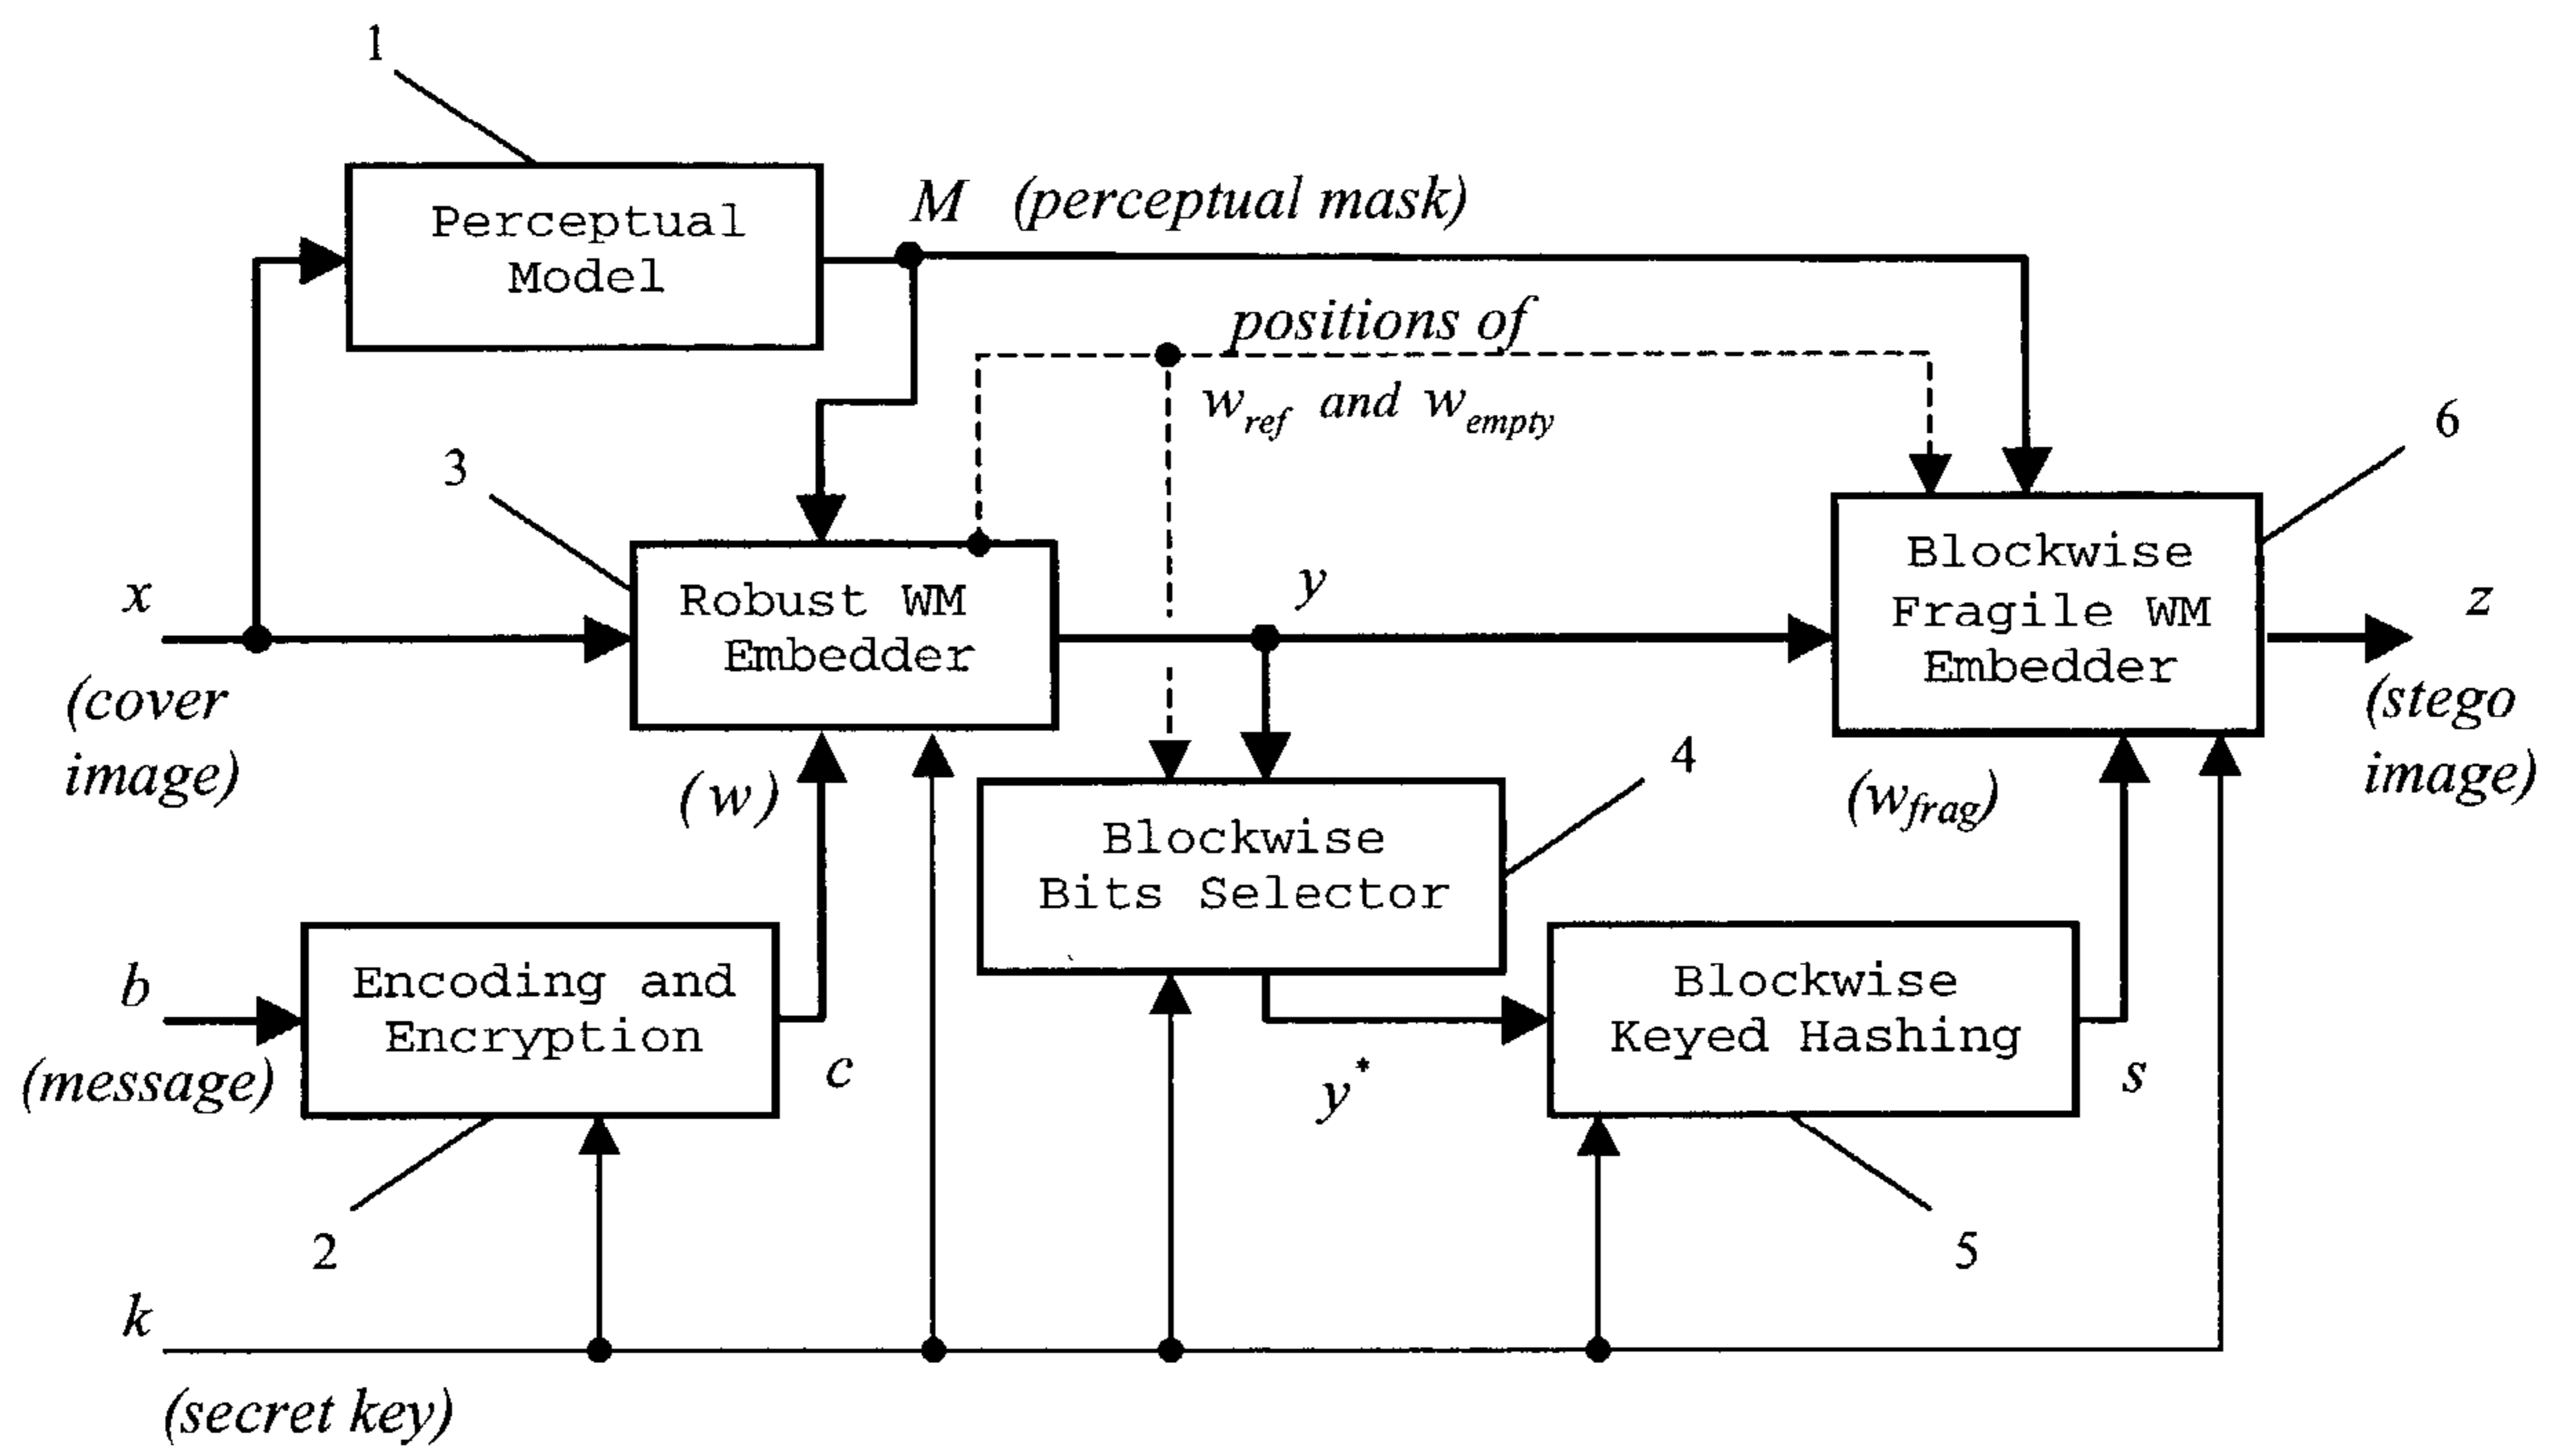 1
Perceptual
Model
M (perceptual mask)
positions of
w_ref and w_empty
3
6
x
(cover
image)
Robust WM
Embedder
y
Blockwise
Fragile WM
Embedder
z
(stego
image)
(w)
4
(w_frag)
Blockwise
Bits Selector
b
(message)
Encoding and
Encryption
c
y*
Blockwise
Keyed Hashing
s
2
5
k
(secret key)